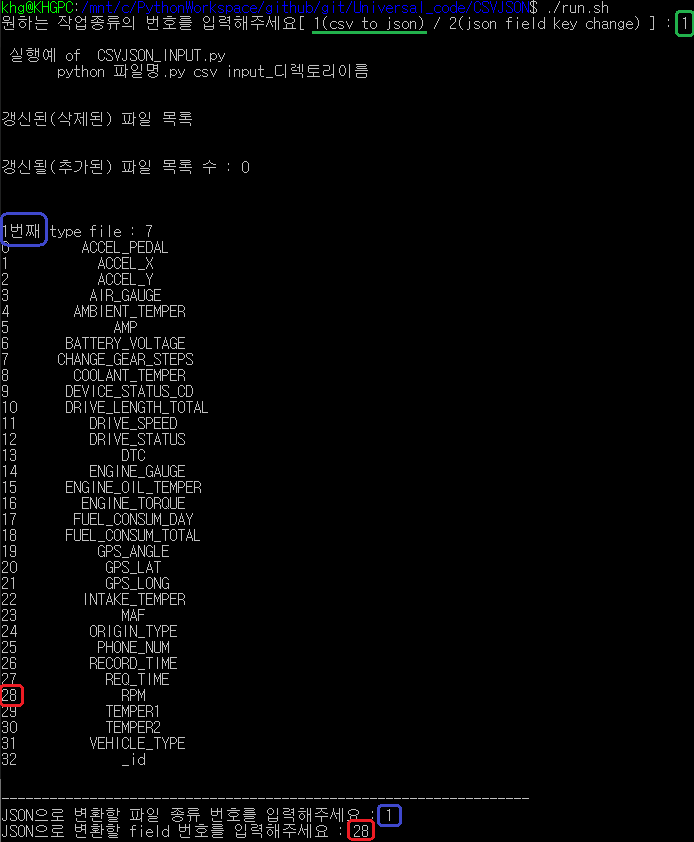 khg@KHGPC:/mnt/c/PythonWorkspace/github/git/Universal_code/CSVJSON$ ./run.sh
원하는 작업종류의 번호를 입력해주세요[ 1(csv to json) / 2(json field key change) ] : 1
실행예 of  CSVJSON_INPUT.py
python 파일명.py csv input_디렉토리이름
갱신된(삭제된) 파일 목록
갱신될(추가된) 파일 목록 수 : 0
1번째 type file : 7
0 ACCEL_PEDAL
1 ACCEL_X
2 ACCEL_Y
3 AIR_GAUGE
4 AMBIENT_TEMPER
5 AMP
6 BATTERY_VOLTAGE
7 CHANGE_GEAR_STEPS
8 COOLANT_TEMPER
9 DEVICE_STATUS_CD
10 DRIVE_LENGTH_TOTAL
11 DRIVE_SPEED
12 DRIVE_STATUS
13 DTC
14 ENGINE_GAUGE
15 ENGINE_OIL_TEMPER
16 ENGINE_TORQUE
17 FUEL_CONSUM_DAY
18 FUEL_CONSUM_TOTAL
19 GPS_ANGLE
20 GPS_LAT
21 GPS_LONG
22 INTAKE_TEMPER
23 MAF
24 ORIGIN_TYPE
25 PHONE_NUM
26 RECORD_TIME
27 REQ_TIME
28 RPM
29 TEMPER1
30 TEMPER2
31 VEHICLE_TYPE
32 _id
------------------------------------------------------------------
JSON으로 변환할 파일 종류 번호를 입력해주세요 : 1
JSON으로 변환할 field 번호를 입력해주세요 : 28